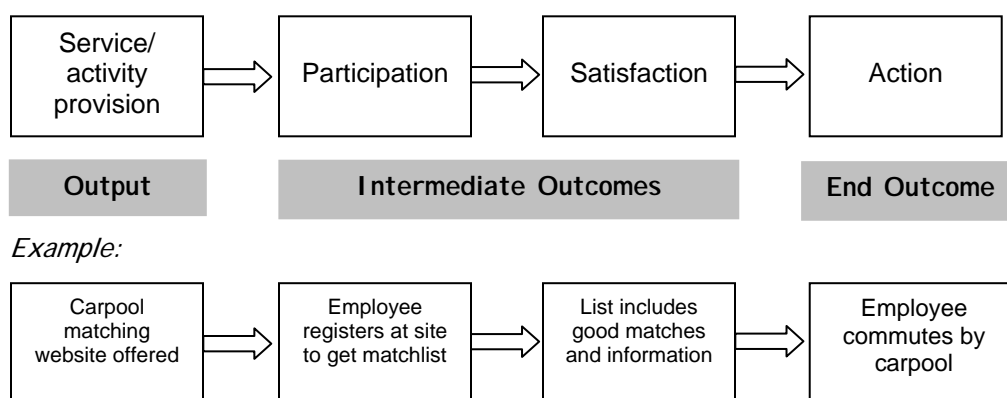 Service/
activity
provision
Participation
Satisfaction
Action
Output
Intermediate Outcomes
End Outcome
Example:
Carpool
matching
website offered
Employee
registers at site
to get matchlist
List includes
good matches
and information
Employee
commutes by
carpool